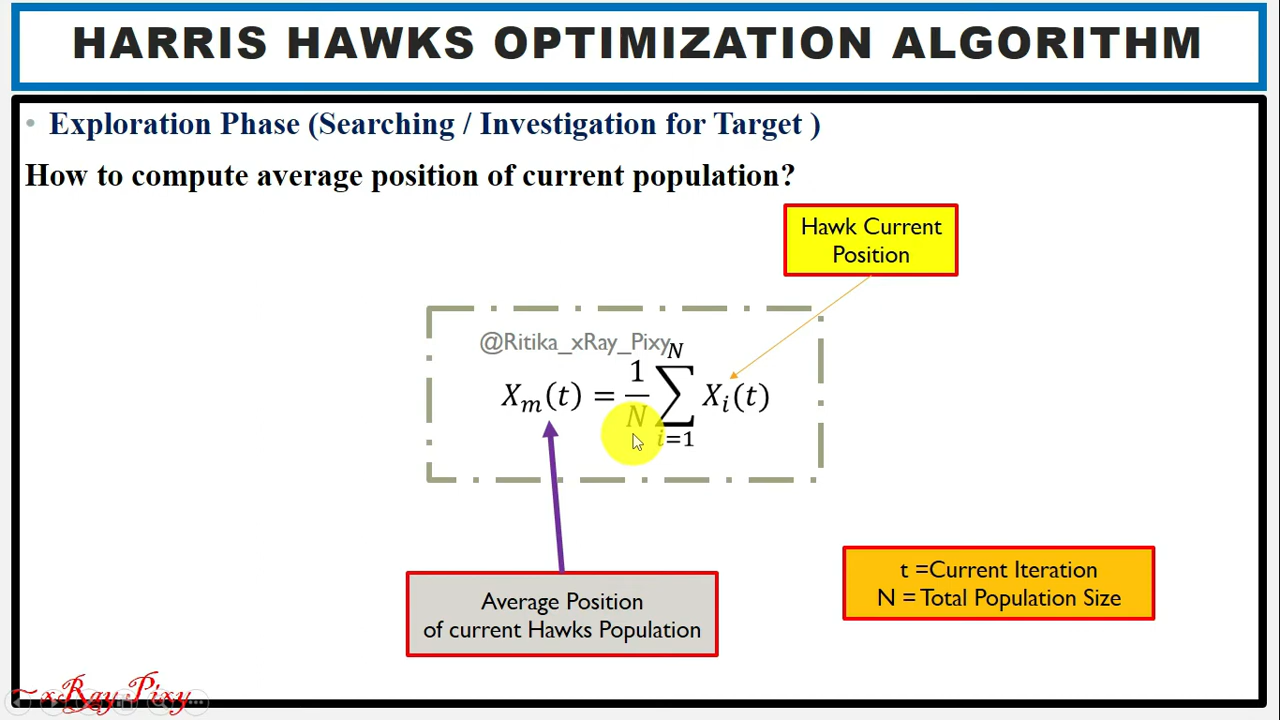 HARRIS HAWKS OPTIMIZATION ALGORITHM
• Exploration Phase (Searching / Investigation for Target )
How to compute average position of current population?
Hawk Current
Position
@Ritika_xRay_Pixy
X_m(t) = \frac{1}{N} \sum_{i=1}^{N} X_i(t)
t =Current Iteration
N = Total Population Size
Average Position
of current Hawks Population
~ xRay Pixy